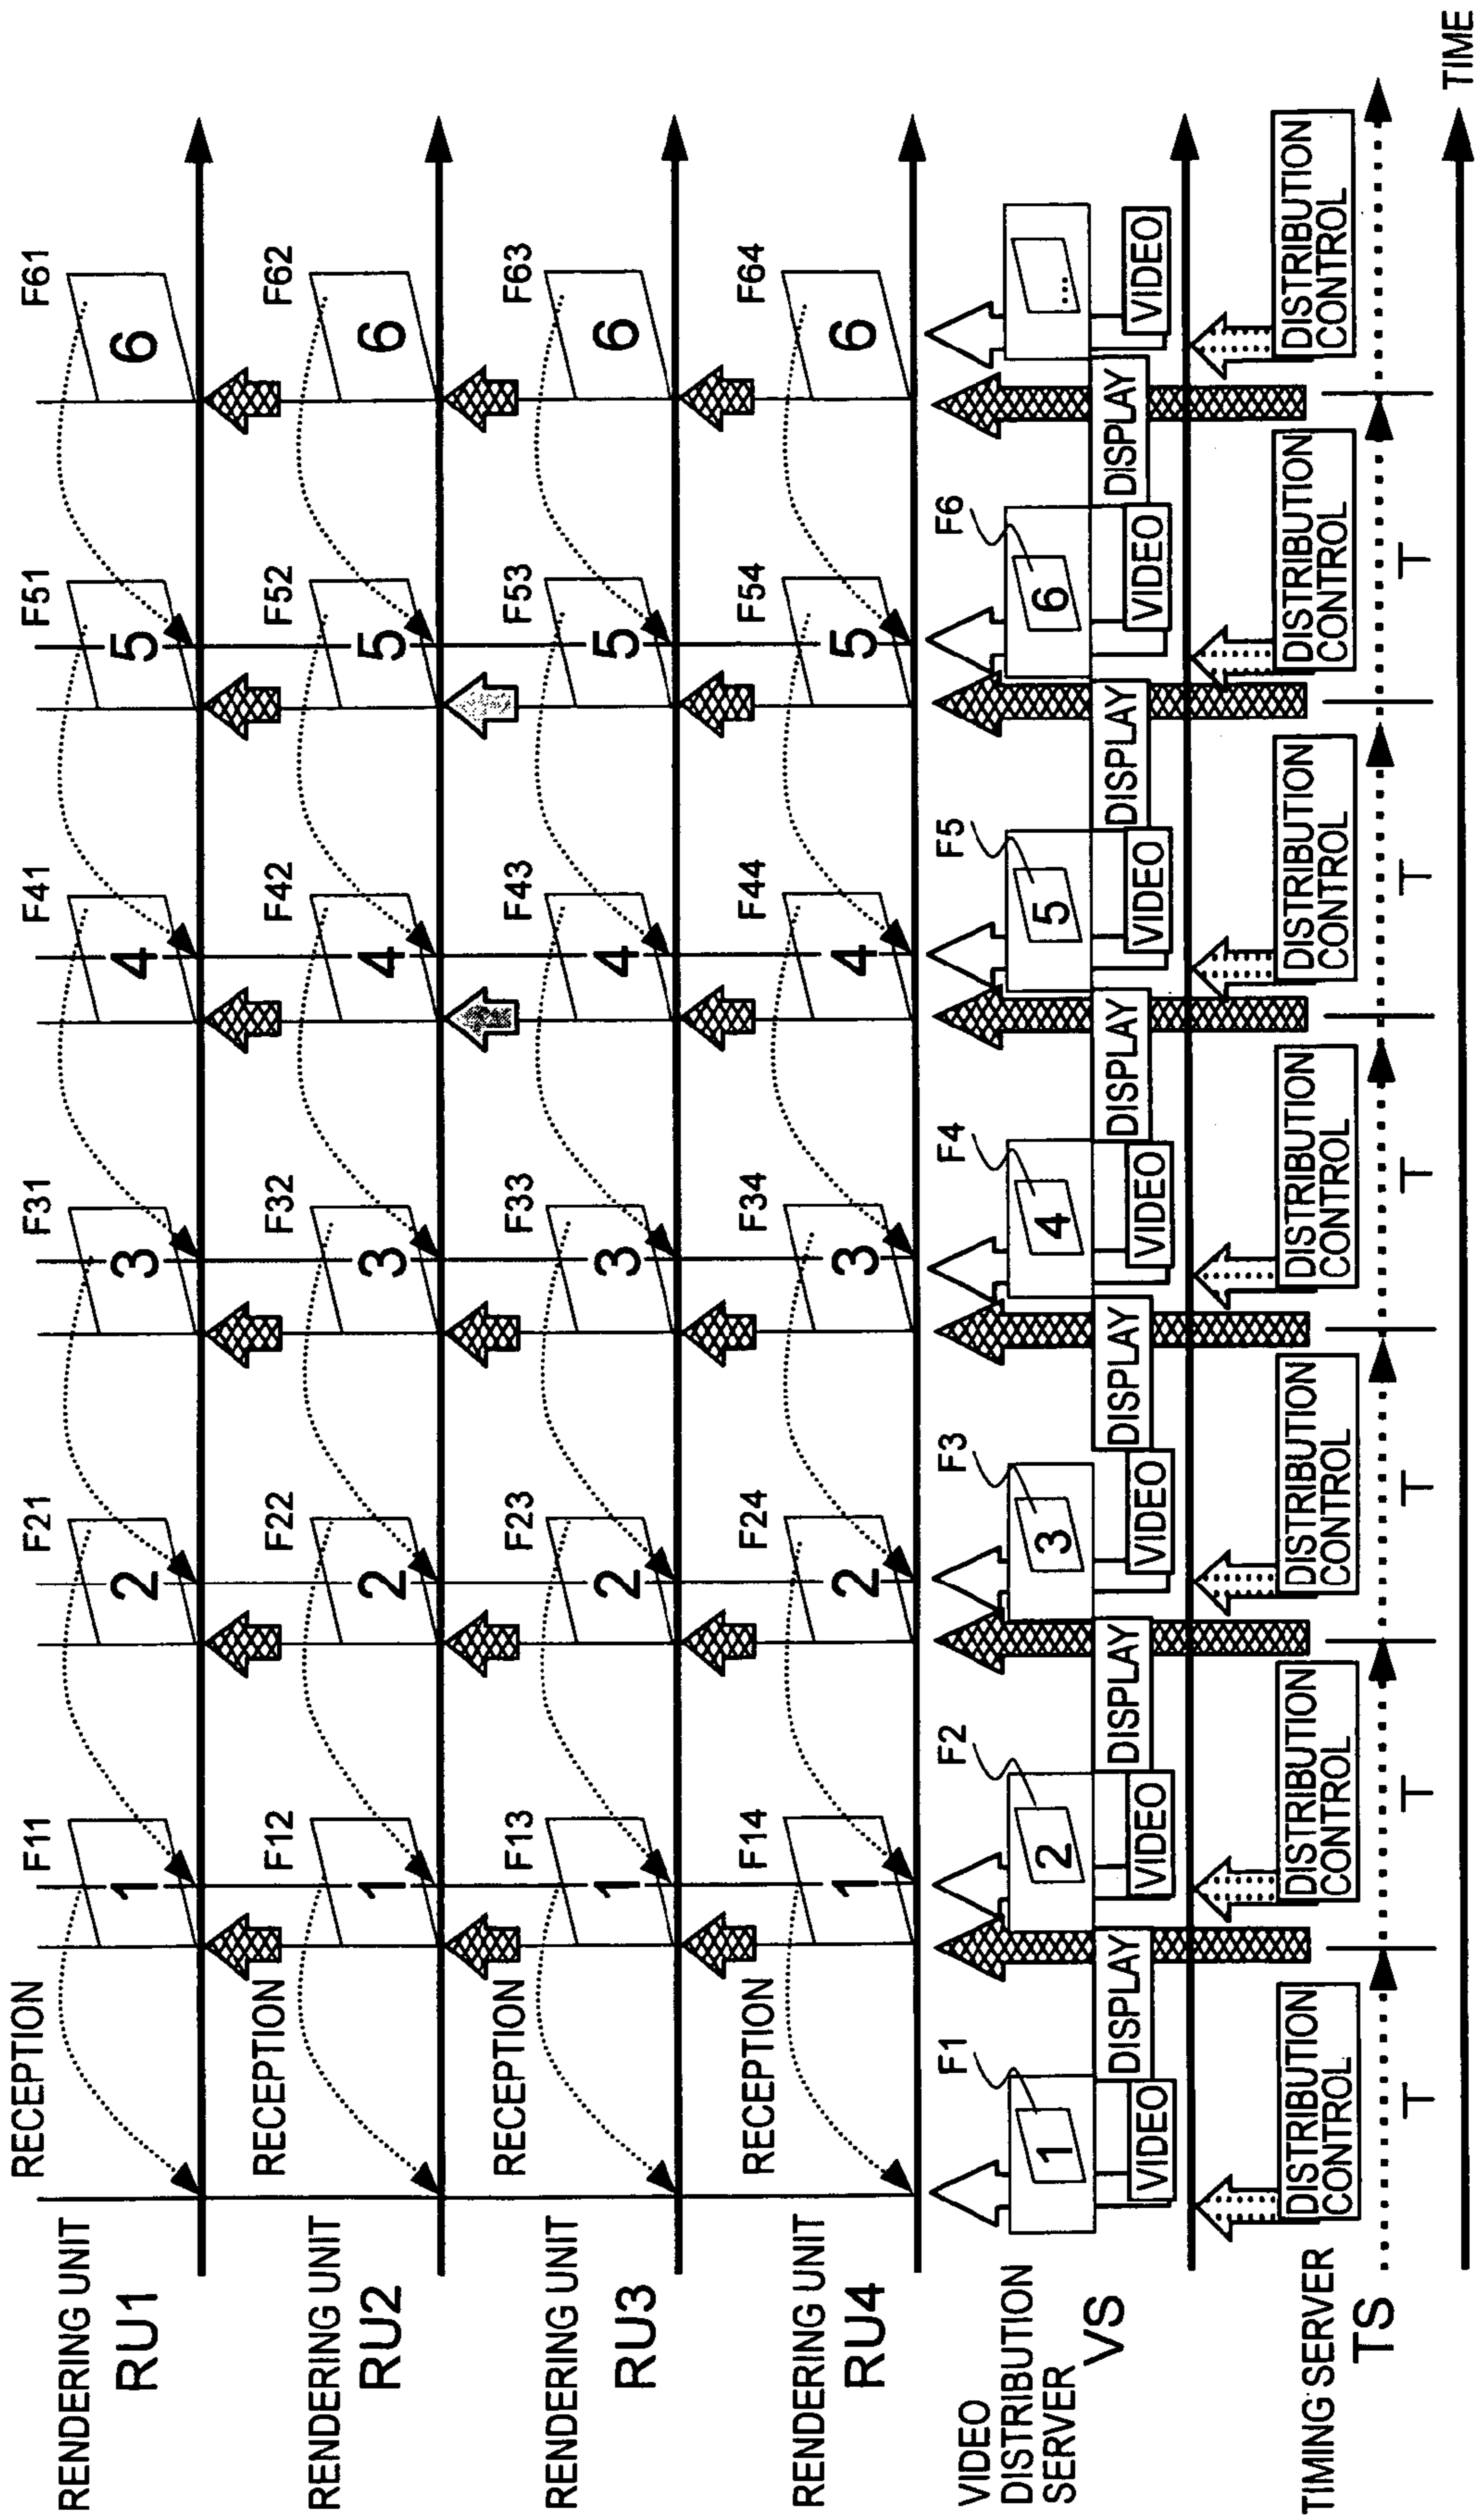 RENDERING UNIT
RU1
RECEPTION
F11
1
F21
2
F31
3
F41
4
F51
5
F61
6
RENDERING UNIT
RU2
RECEPTION
F12
1
F22
2
F32
3
F42
4
F52
5
F62
6
RENDERING UNIT
RU3
RECEPTION
F13
1
F23
2
F33
3
F43
4
F53
5
F63
6
RENDERING UNIT
RU4
RECEPTION
F14
1
F24
2
F34
3
F44
4
F54
5
F64
6
VIDEO
DISTRIBUTION
SERVER
VS
F1
1
VIDEO
DISPLAY
F2
2
VIDEO
DISPLAY
F3
3
VIDEO
DISPLAY
F4
4
VIDEO
DISPLAY
F5
5
VIDEO
DISPLAY
F6
6
VIDEO
DISPLAY
...
VIDEO
TIMING SERVER
TS
DISTRIBUTION
CONTROL
T
DISTRIBUTION
CONTROL
T
DISTRIBUTION
CONTROL
T
DISTRIBUTION
CONTROL
T
DISTRIBUTION
CONTROL
T
DISTRIBUTION
CONTROL
T
DISTRIBUTION
CONTROL
TIME